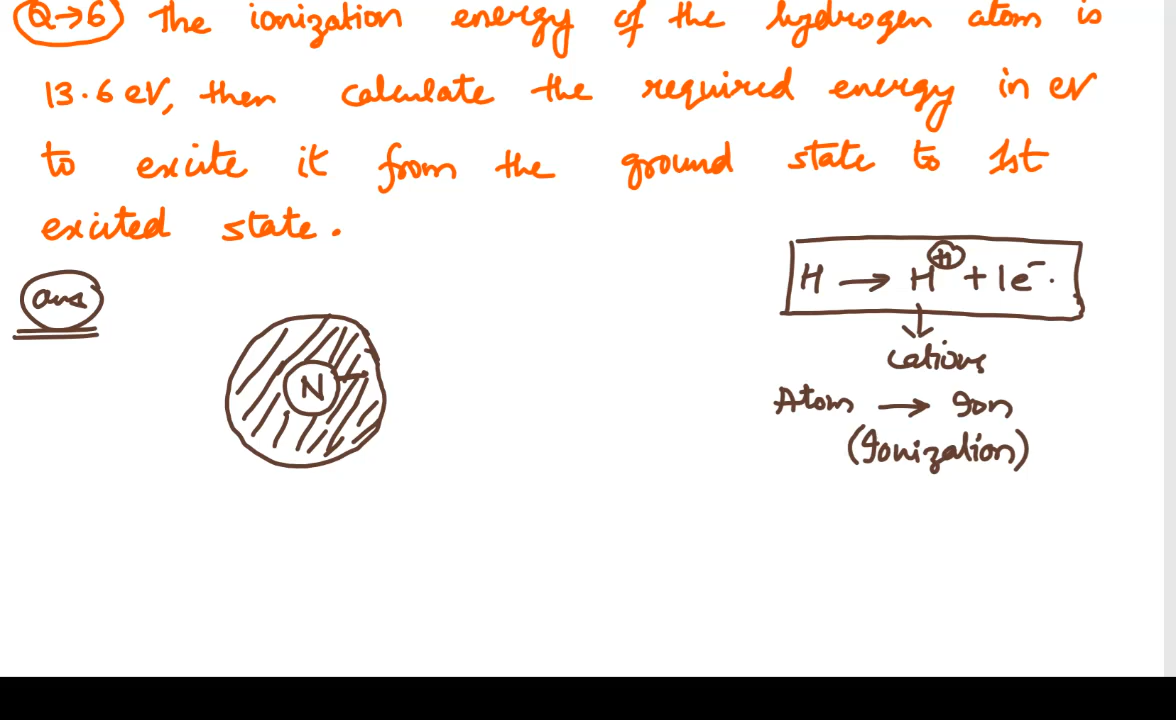 Q→6 The ionization energy of the hydrogen atom is
13.6 eV, then calculate the required energy in eV
to excite it from the ground state to 1st
excited state.
ans
H → H⁺ + 1e⁻.
cations
N
Atom → Ion
(Ionization)